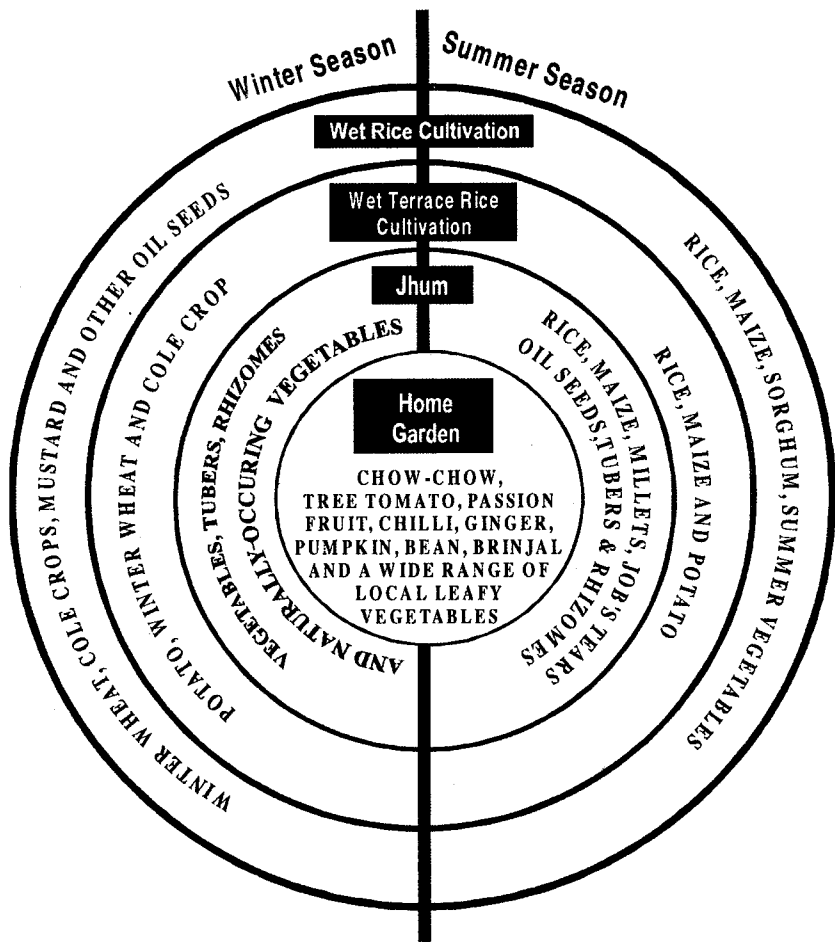 Winter Season
Summer Season
Wet Rice Cultivation
Wet Terrace Rice
Cultivation
Jhum
Home
Garden
CHOW-CHOW,
TREE TOMATO, PASSION
FRUIT, CHILLI, GINGER,
PUMPKIN, BEAN, BRINJAL
AND A WIDE RANGE OF
LOCAL LEAFY
VEGETABLES
WINTER WHEAT, COLE CROPS, MUSTARD AND OTHER OIL SEEDS
POTATO, WINTER WHEAT AND COLE CROP
VEGETABLES, TUBERS, RHIZOMES
AND NATURALLY-OCCURING VEGETABLES
RICE, MAIZE, MILLETS, JOB'S TEARS
OIL SEEDS,TUBERS & RHIZOMES
RICE, MAIZE AND POTATO
RICE, MAIZE, SORGHUM, SUMMER VEGETABLES